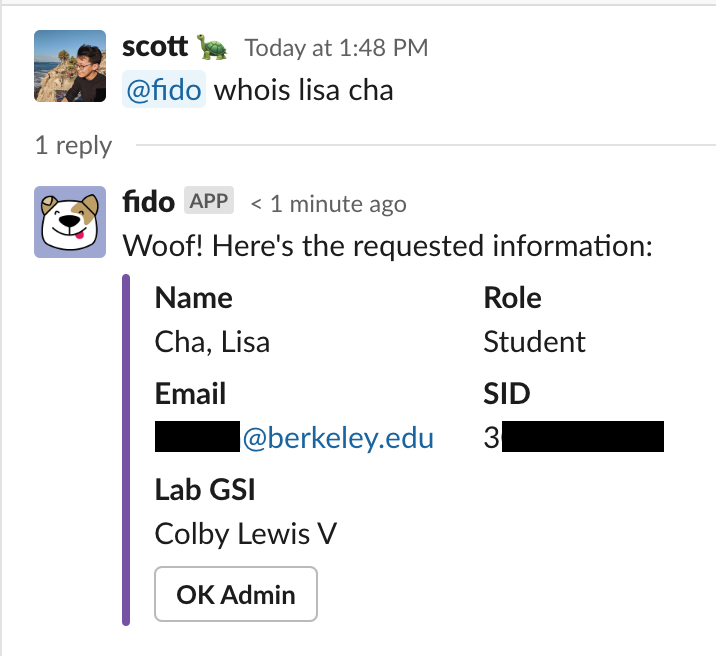 scott Today at 1:48 PM
@fido whois lisa cha
1 reply
fido APP < 1 minute ago
Woof! Here's the requested information:
Name Role
Cha, Lisa Student
Email SID
@berkeley.edu 3
Lab GSI
Colby Lewis V
OK Admin